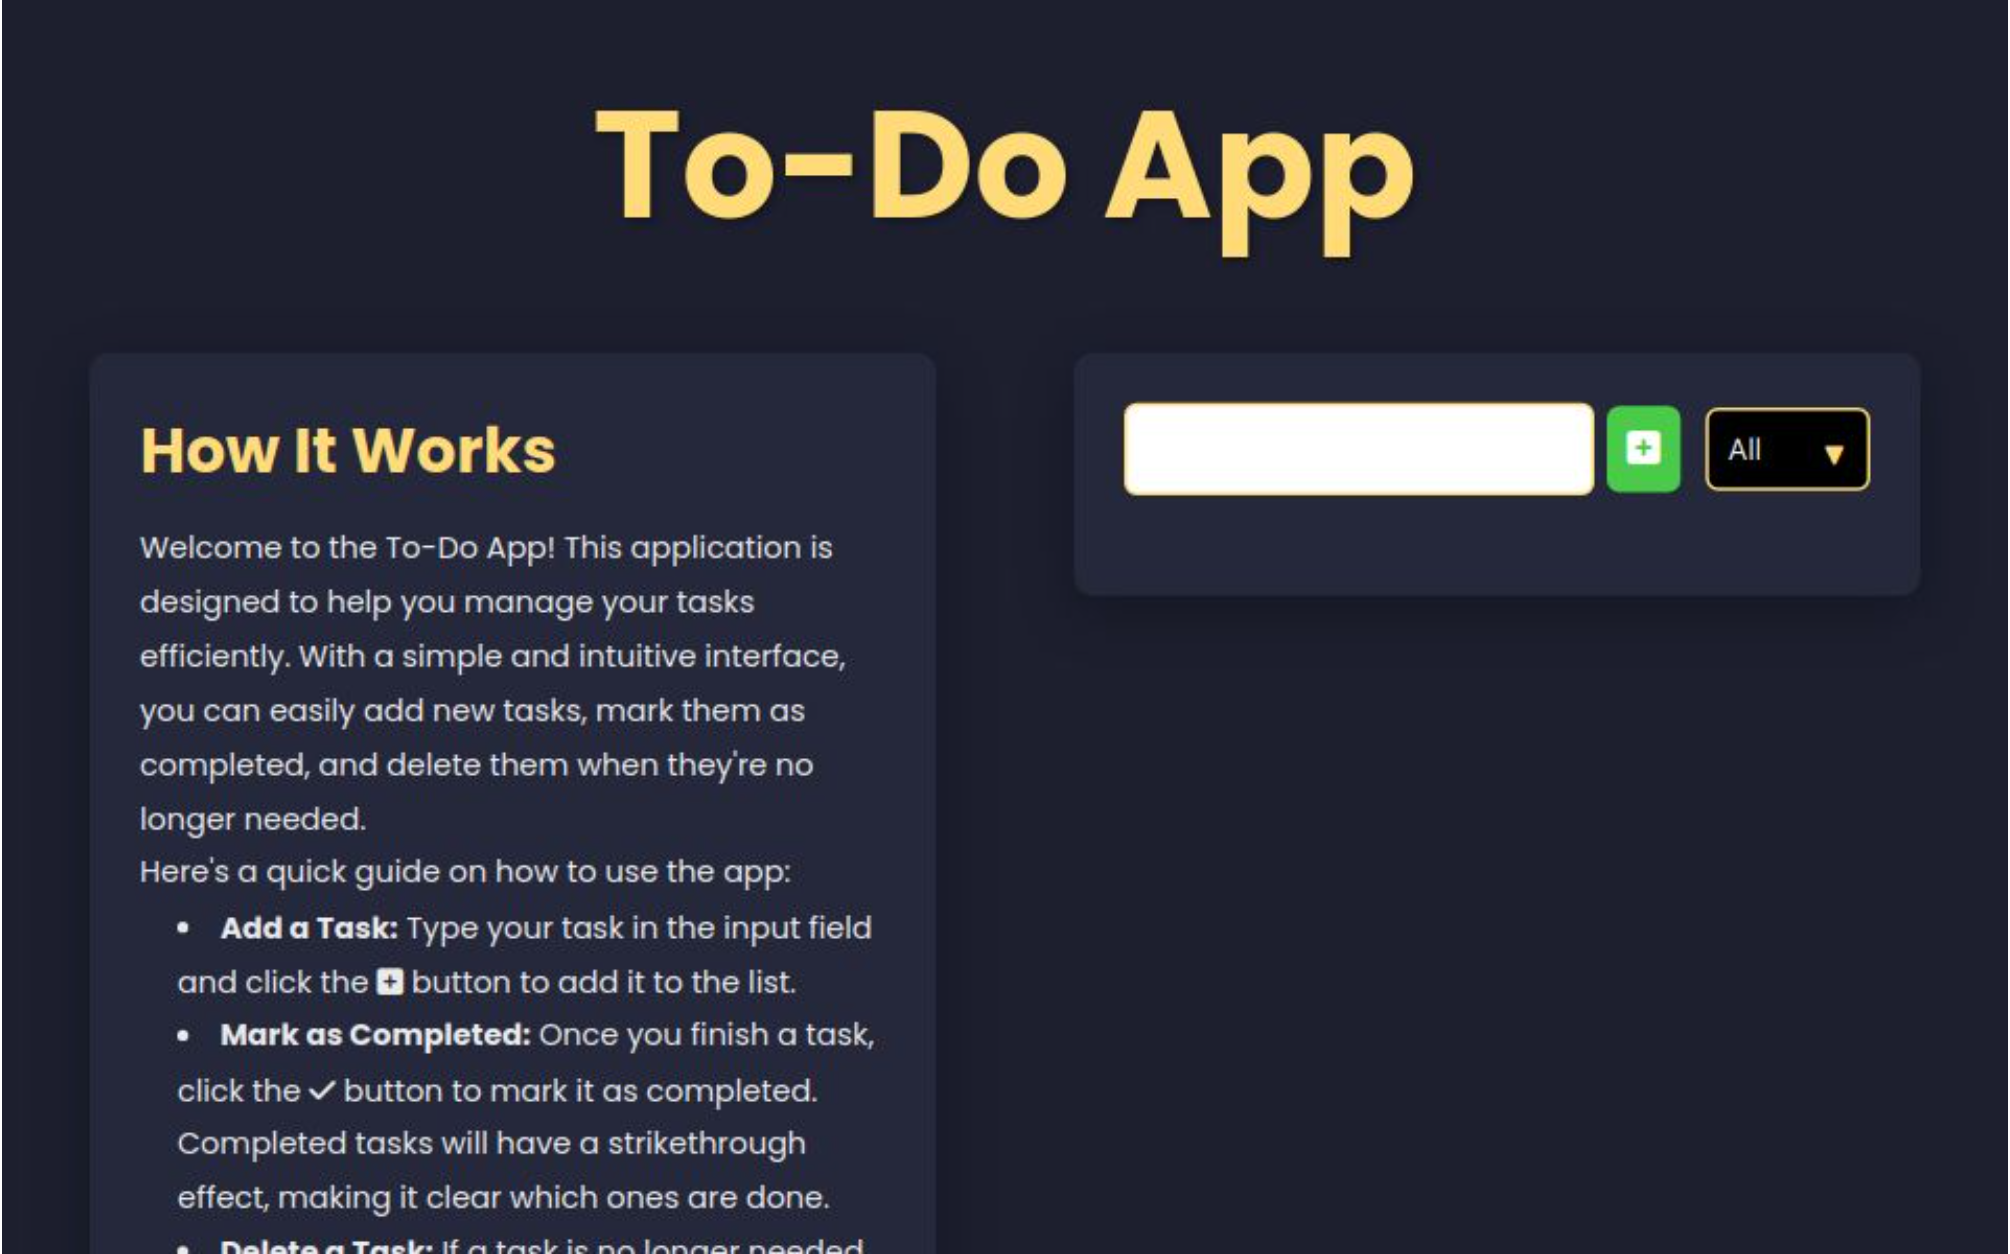 To-Do App
How It Works
Welcome to the To-Do App! This application is
designed to help you manage your tasks
efficiently. With a simple and intuitive interface,
you can easily add new tasks, mark them as
completed, and delete them when they're no
longer needed.
Here's a quick guide on how to use the app:
• Add a Task: Type your task in the input field
and click the button to add it to the list.
• Mark as Completed: Once you finish a task,
click the ✓ button to mark it as completed.
Completed tasks will have a strikethrough
effect, making it clear which ones are done.
• Delete a Task: If a task is no longer needed
All